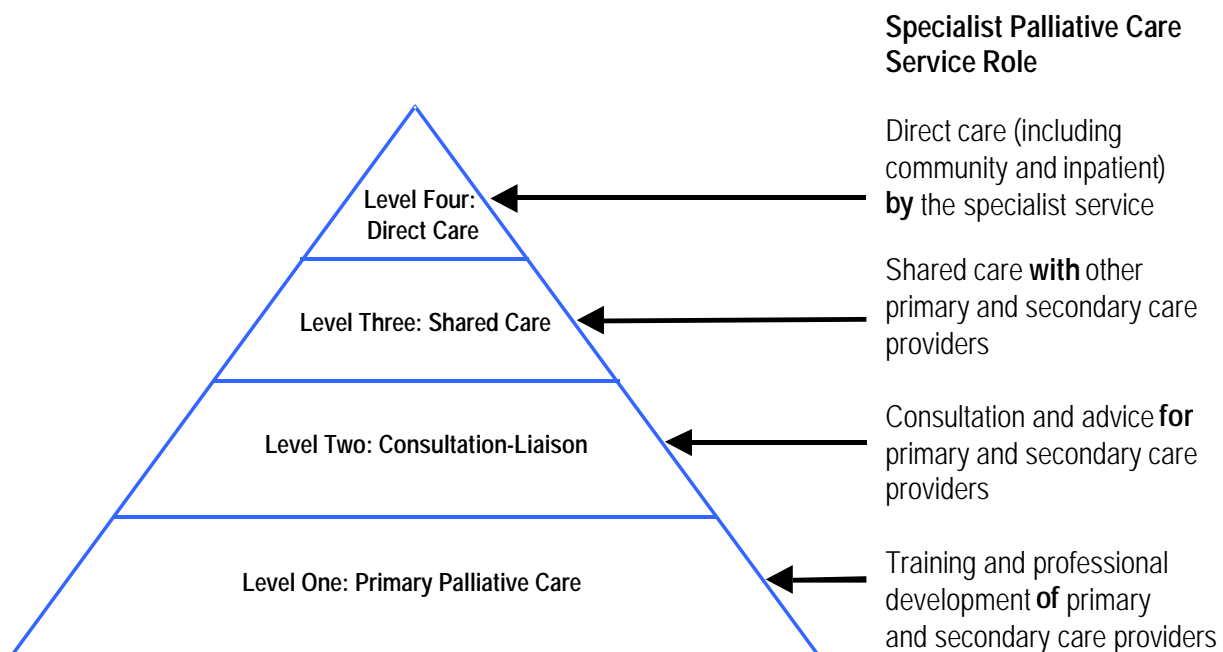 Specialist Palliative Care
Service Role
Direct care (including
community and inpatient)
by the specialist service
Level Four:
Direct Care
Shared care with other
primary and secondary care
providers
Level Three: Shared Care
Consultation and advice for
primary and secondary care
providers
Level Two: Consultation-Liaison
Training and professional
development of primary
and secondary care providers
Level One: Primary Palliative Care